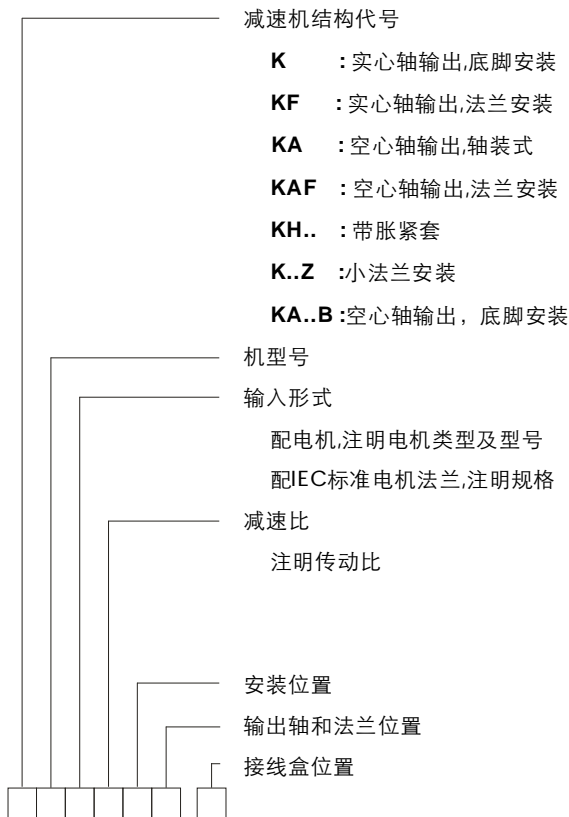 减速机结构代号
K : 实心轴输出,底脚安装
KF : 实心轴输出,法兰安装
KA : 空心轴输出,轴装式
KAF : 空心轴输出,法兰安装
KH.. : 带胀紧套
K..Z :小法兰安装
KA..B :空心轴输出，底脚安装
机型号
输入形式
配电机,注明电机类型及型号
配IEC标准电机法兰,注明规格
减速比
注明传动比
安装位置
输出轴和法兰位置
接线盒位置